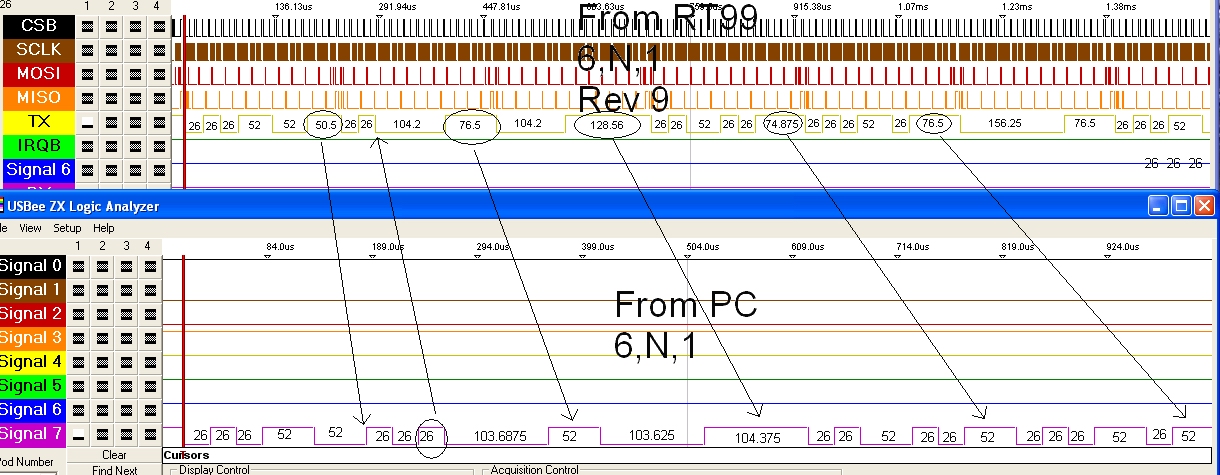 26
136.13us 291.94us 447.81us 603.63us 759.5us 915.38us 1.07ms 1.23ms 1.38ms
1 2 3 4
From RT99
6,N,1
Rev 9
CSB
SCLK
MOSI
MISO
TX 26 26 26 52 52 50.5 26 26 104.2 76.5 104.2 128.56 26 26 52 26 26 74.875 26 26 26 52 26 76.5 156.25 76.5 26 26 26 52
IRQB
Signal 6 26 26 26
USBee ZX Logic Analyzer
le View Setup Help
1 2 3 4
84.0us 189.0us 294.0us 399.0us 504.0us 609.0us 714.0us 819.0us 924.0us
Signal 0
Signal 1
Signal 2
Signal 3
Signal 4
Signal 5
Signal 6
From PC
6,N,1
Signal 7 26 26 26 52 52 26 26 26 103.6875 52 103.625 104.375 26 26 52 26 26 52 26 26 26 52 52 26 52
Pod Number Clear Cursors
Find Next Display Control Acquisition Control